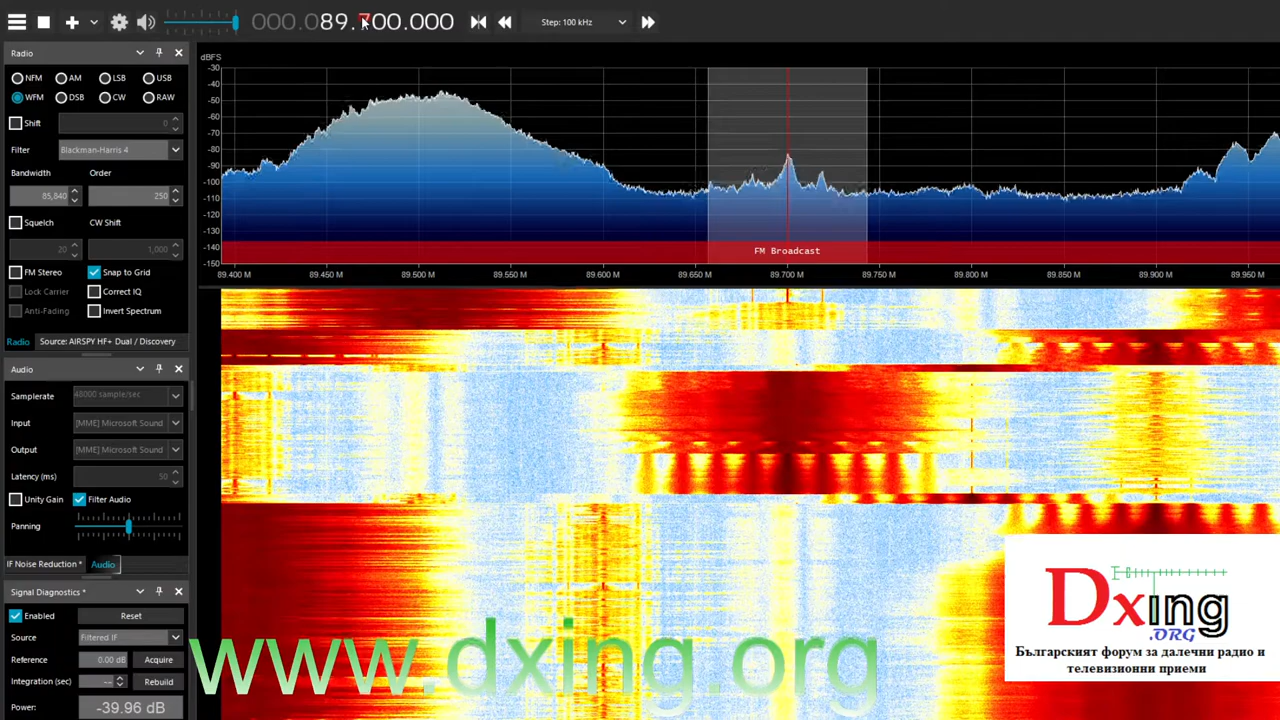 000.089.700.000
Step: 100 kHz
Radio
NFM AM LSB USB
WFM DSB CW RAW
Shift 0
Filter Blackman-Harris 4
Bandwidth Order
85,840 250
Squelch CW Shift
20 1,000
FM Stereo Snap to Grid
Lock Carrier Correct IQ
Anti-Fading Invert Spectrum
Radio Source: AIRSPY HF+ Dual / Discovery
Audio
Samplerate 48000 sample/sec
Input [MME] Microsoft Sound
Output [MME] Microsoft Sound
Latency (ms) 50
Unity Gain Filter Audio
Panning
IF Noise Reduction * Audio
Signal Diagnostics *
Enabled Reset
Source Filtered IF
Reference 0.00 dB Acquire
Integration (sec) -- Rebuild
Power: -39.96 dB
dBFS
-30
-40
-50
-60
-70
-80
-90
-100
-110
-120
-130
-140
-150
FM Broadcast
89.400 M 89.450 M 89.500 M 89.550 M 89.600 M 89.650 M 89.700 M 89.750 M 89.800 M 89.850 M 89.900 M 89.950 M
www.dxing.org
Dxing
.ORG
Българският форум за далечни радио и
телевизионни приеми